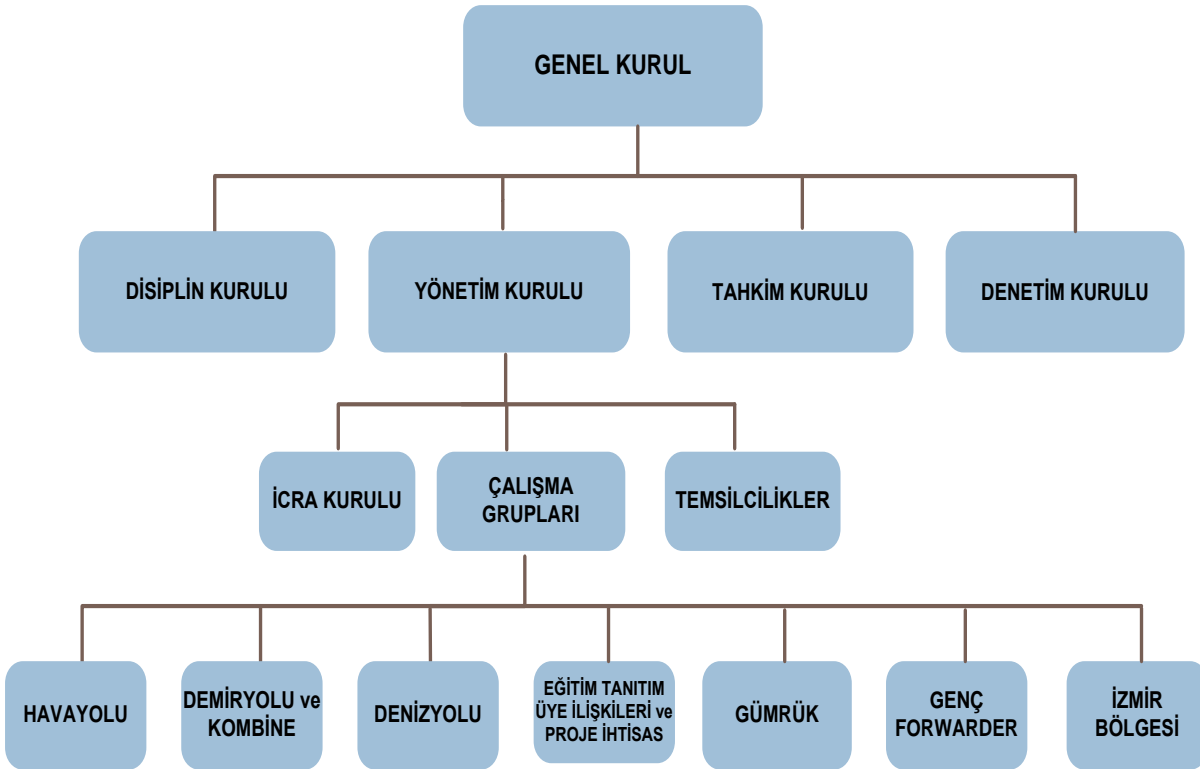 GENEL KURUL
DİSİPLİN KURULU
YÖNETİM KURULU
TAHKİM KURULU
DENETİM KURULU
İCRA KURULU
ÇALIŞMA
GRUPLARI
TEMSİLCİLİKLER
HAVAYOLU
DEMİRYOLU ve
KOMBİNE
DENİZYOLU
EĞİTİM TANITIM
ÜYE İLİŞKİLERİ ve
PROJE İHTİSAS
GÜMRÜK
GENÇ
FORWARDER
İZMİR
BÖLGESİ